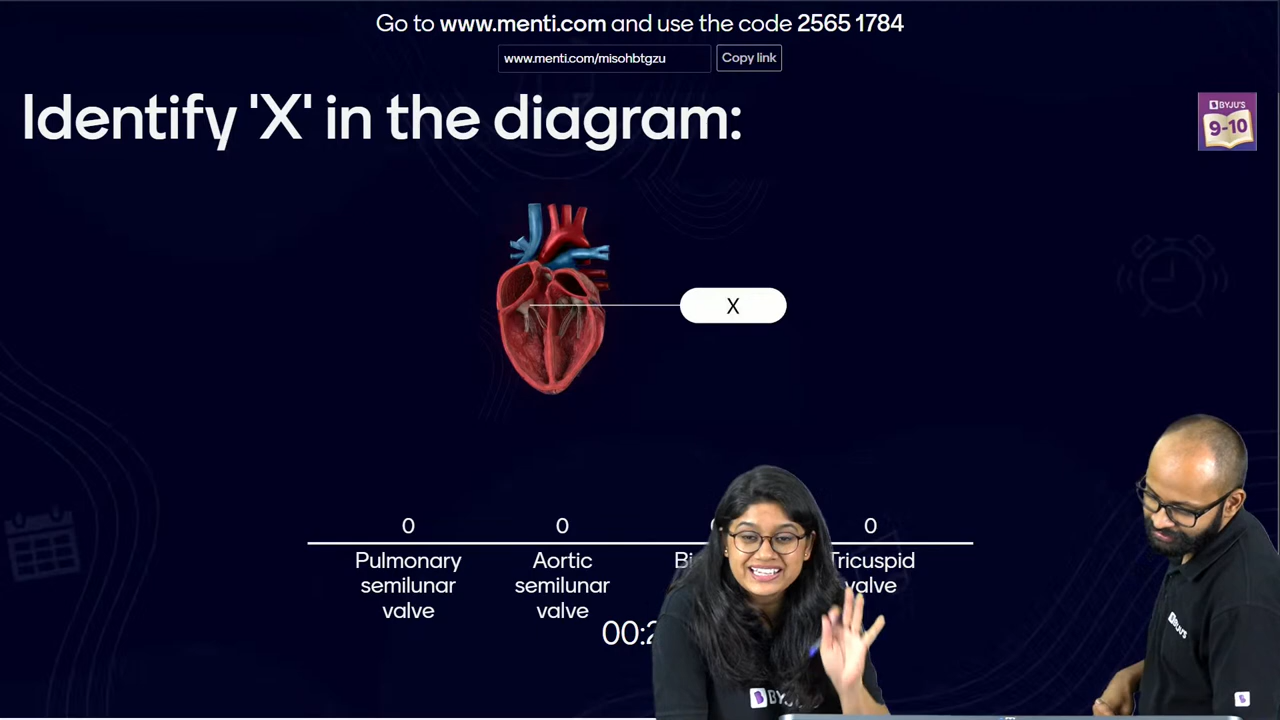 Go to www.menti.com and use the code 2565 1784
www.menti.com/misohbtgzu
Copy link
Identify 'X' in the diagram:
BYJU'S
9-10
X
0
0
0
Pulmonary
semilunar
valve
Aortic
semilunar
valve
Tricuspid
valve
BYJU'S